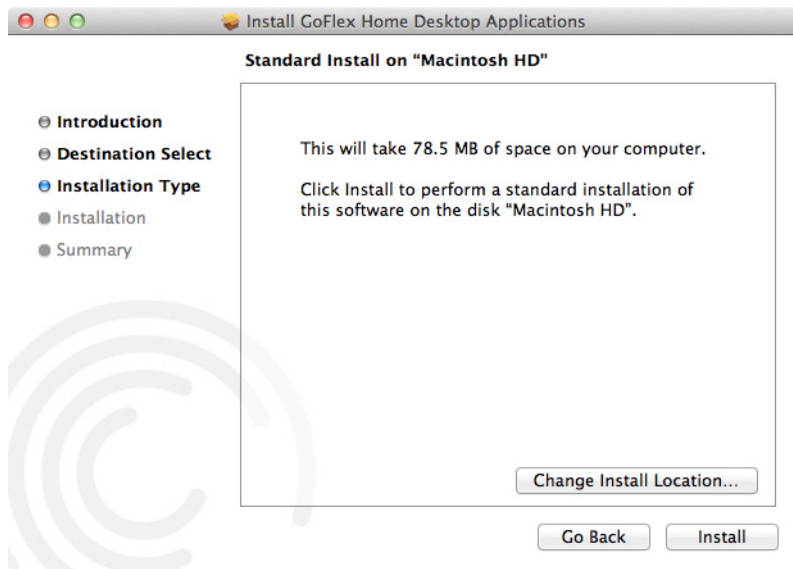 Install GoFlex Home Desktop Applications
Standard Install on “Macintosh HD”
Introduction
Destination Select
Installation Type
Installation
Summary
This will take 78.5 MB of space on your computer.
Click Install to perform a standard installation of
this software on the disk “Macintosh HD”.
Change Install Location...
Go Back
Install